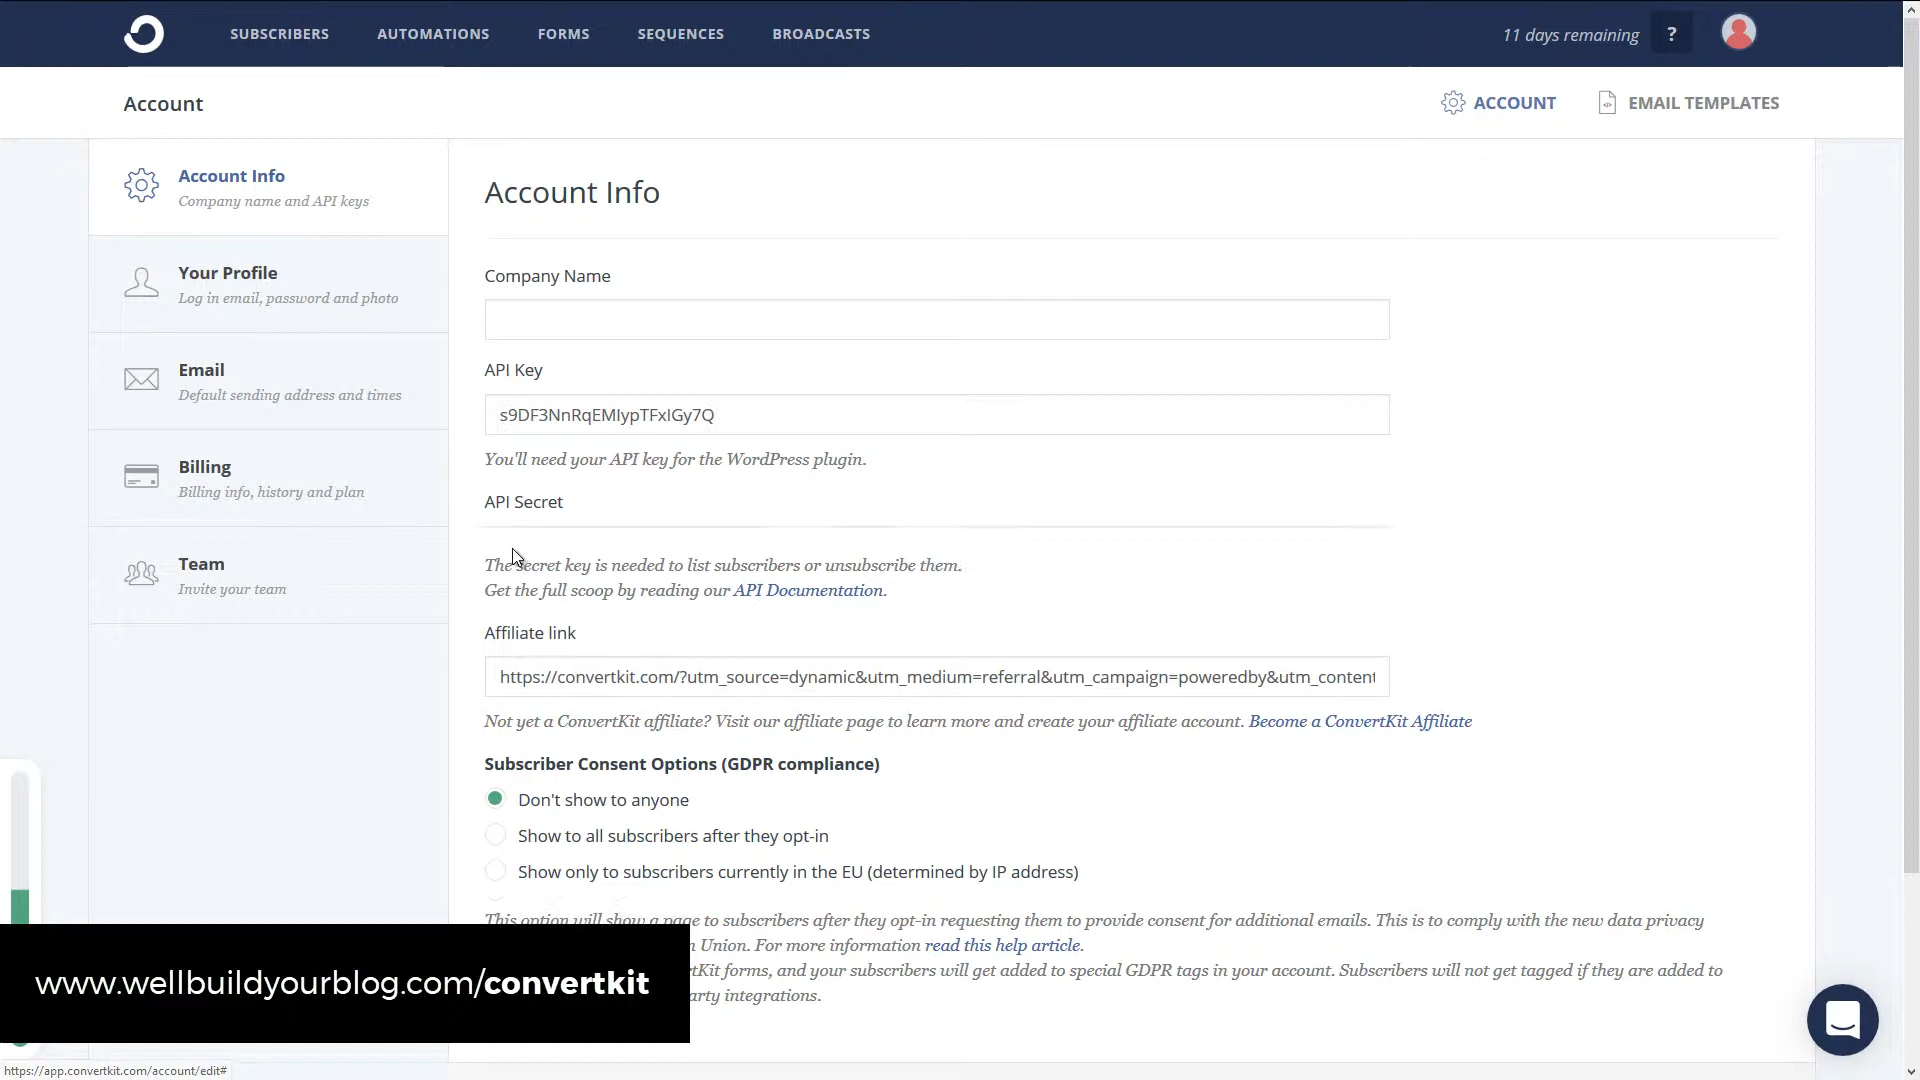 SUBSCRIBERS AUTOMATIONS FORMS SEQUENCES BROADCASTS 11 days remaining ?
Account ACCOUNT EMAIL TEMPLATES
Account Info
Company name and API keys
Your Profile
Log in email, password and photo
Email
Default sending address and times
Billing
Billing info, history and plan
Team
Invite your team
Account Info
Company Name
API Key
s9DF3NnRqEMIypTFxIGy7Q
You'll need your API key for the WordPress plugin.
API Secret
The secret key is needed to list subscribers or unsubscribe them.
Get the full scoop by reading our API Documentation.
Affiliate link
https://convertkit.com/?utm_source=dynamic&utm_medium=referral&utm_campaign=poweredby&utm_content
Not yet a ConvertKit affiliate? Visit our affiliate page to learn more and create your affiliate account. Become a ConvertKit Affiliate
Subscriber Consent Options (GDPR compliance)
Don't show to anyone
Show to all subscribers after they opt-in
Show only to subscribers currently in the EU (determined by IP address)
This option will show a page to subscribers after they opt-in requesting them to provide consent for additional emails. This is to comply with the new data privacy
Union. For more information read this help article.
forms, and your subscribers will get added to special GDPR tags in your account. Subscribers will not get tagged if they are added to
integrations.
www.wellbuildyourblog.com/convertkit
https://app.convertkit.com/account/edit#